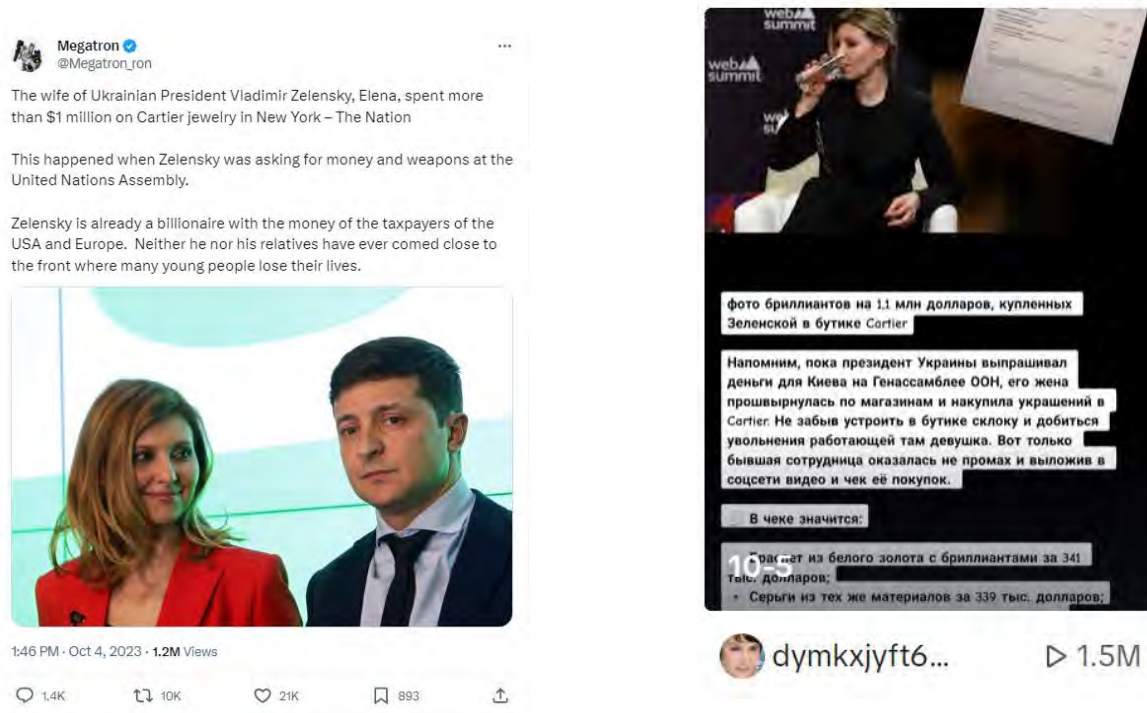 Megatron
@Megatron_ron
The wife of Ukrainian President Vladimir Zelensky, Elena, spent more
than $1 million on Cartier jewelry in New York – The Nation
This happened when Zelensky was asking for money and weapons at the
United Nations Assembly.
Zelensky is already a billionaire with the money of the taxpayers of the
USA and Europe. Neither he nor his relatives have ever comed close to
the front where many young people lose their lives.
1:46 PM · Oct 4, 2023 · 1.2M Views
1.4K 10K 21K 893
web
summit
web
summit
фото бриллиантов на 1,1 млн долларов, купленных
Зеленской в бутике Cartier
Напомним, пока президент Украины выпрашивал
деньги для Киева на Генассамблее ООН, его жена
прошвырнулась по магазинам и накупила украшений в
Cartier. Не забыв устроить в бутике склоку и добиться
увольнения работающей там девушка. Вот только
бывшая сотрудница оказалась не промах и выложив в
соцсети видео и чек её покупок.
В чеке значится:
10-5
Браслет из белого золота с бриллиантами за 341
тыс. долларов;
• Серьги из тех же материалов за 339 тыс. долларов;
dymkxjyft6...
1.5M